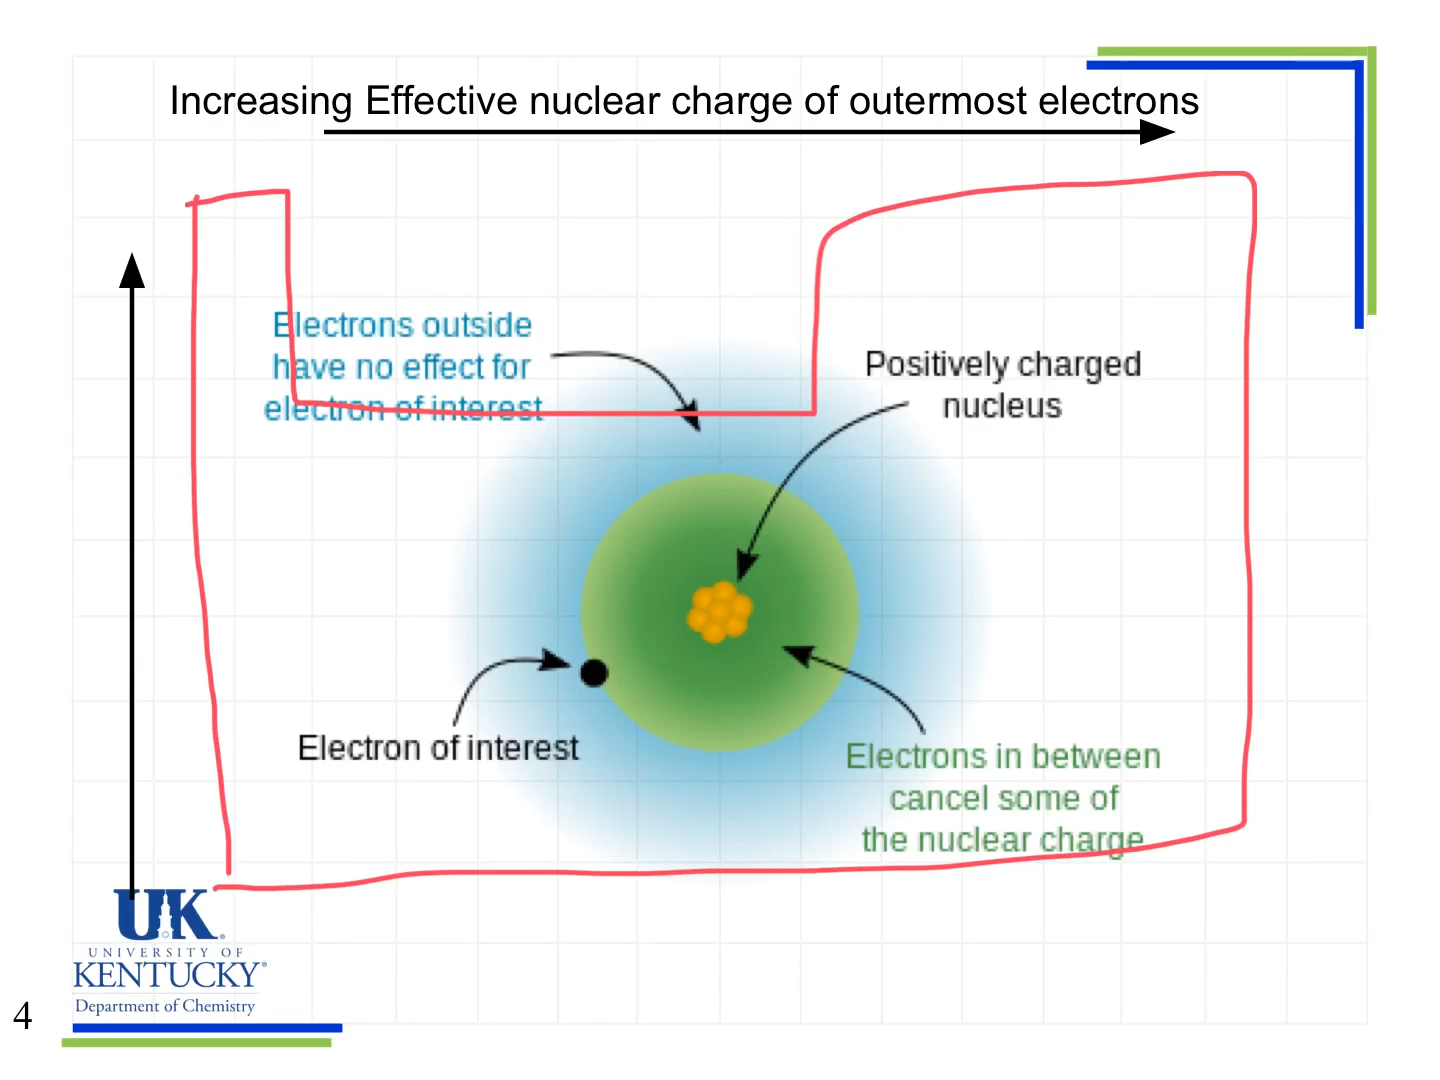 Increasing Effective nuclear charge of outermost electrons
Electrons outside
have no effect for
electron of interest
Positively charged
nucleus
Electron of interest
Electrons in between
cancel some of
the nuclear charge
UK
UNIVERSITY OF
KENTUCKY®
Department of Chemistry
4